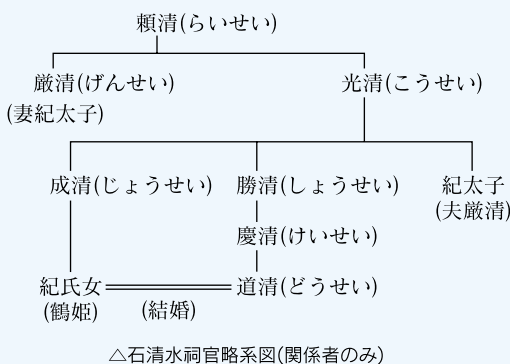 頼清(らいせい)
厳清(げんせい)
(妻紀太子)
光清(こうせい)
成清(じょうせい)
勝清(しょうせい)
紀太子
(夫厳清)
慶清(けいせい)
紀氏女
(鶴姫)
(結婚)
道清(どうせい)
△石清水祠官略系図(関係者のみ)